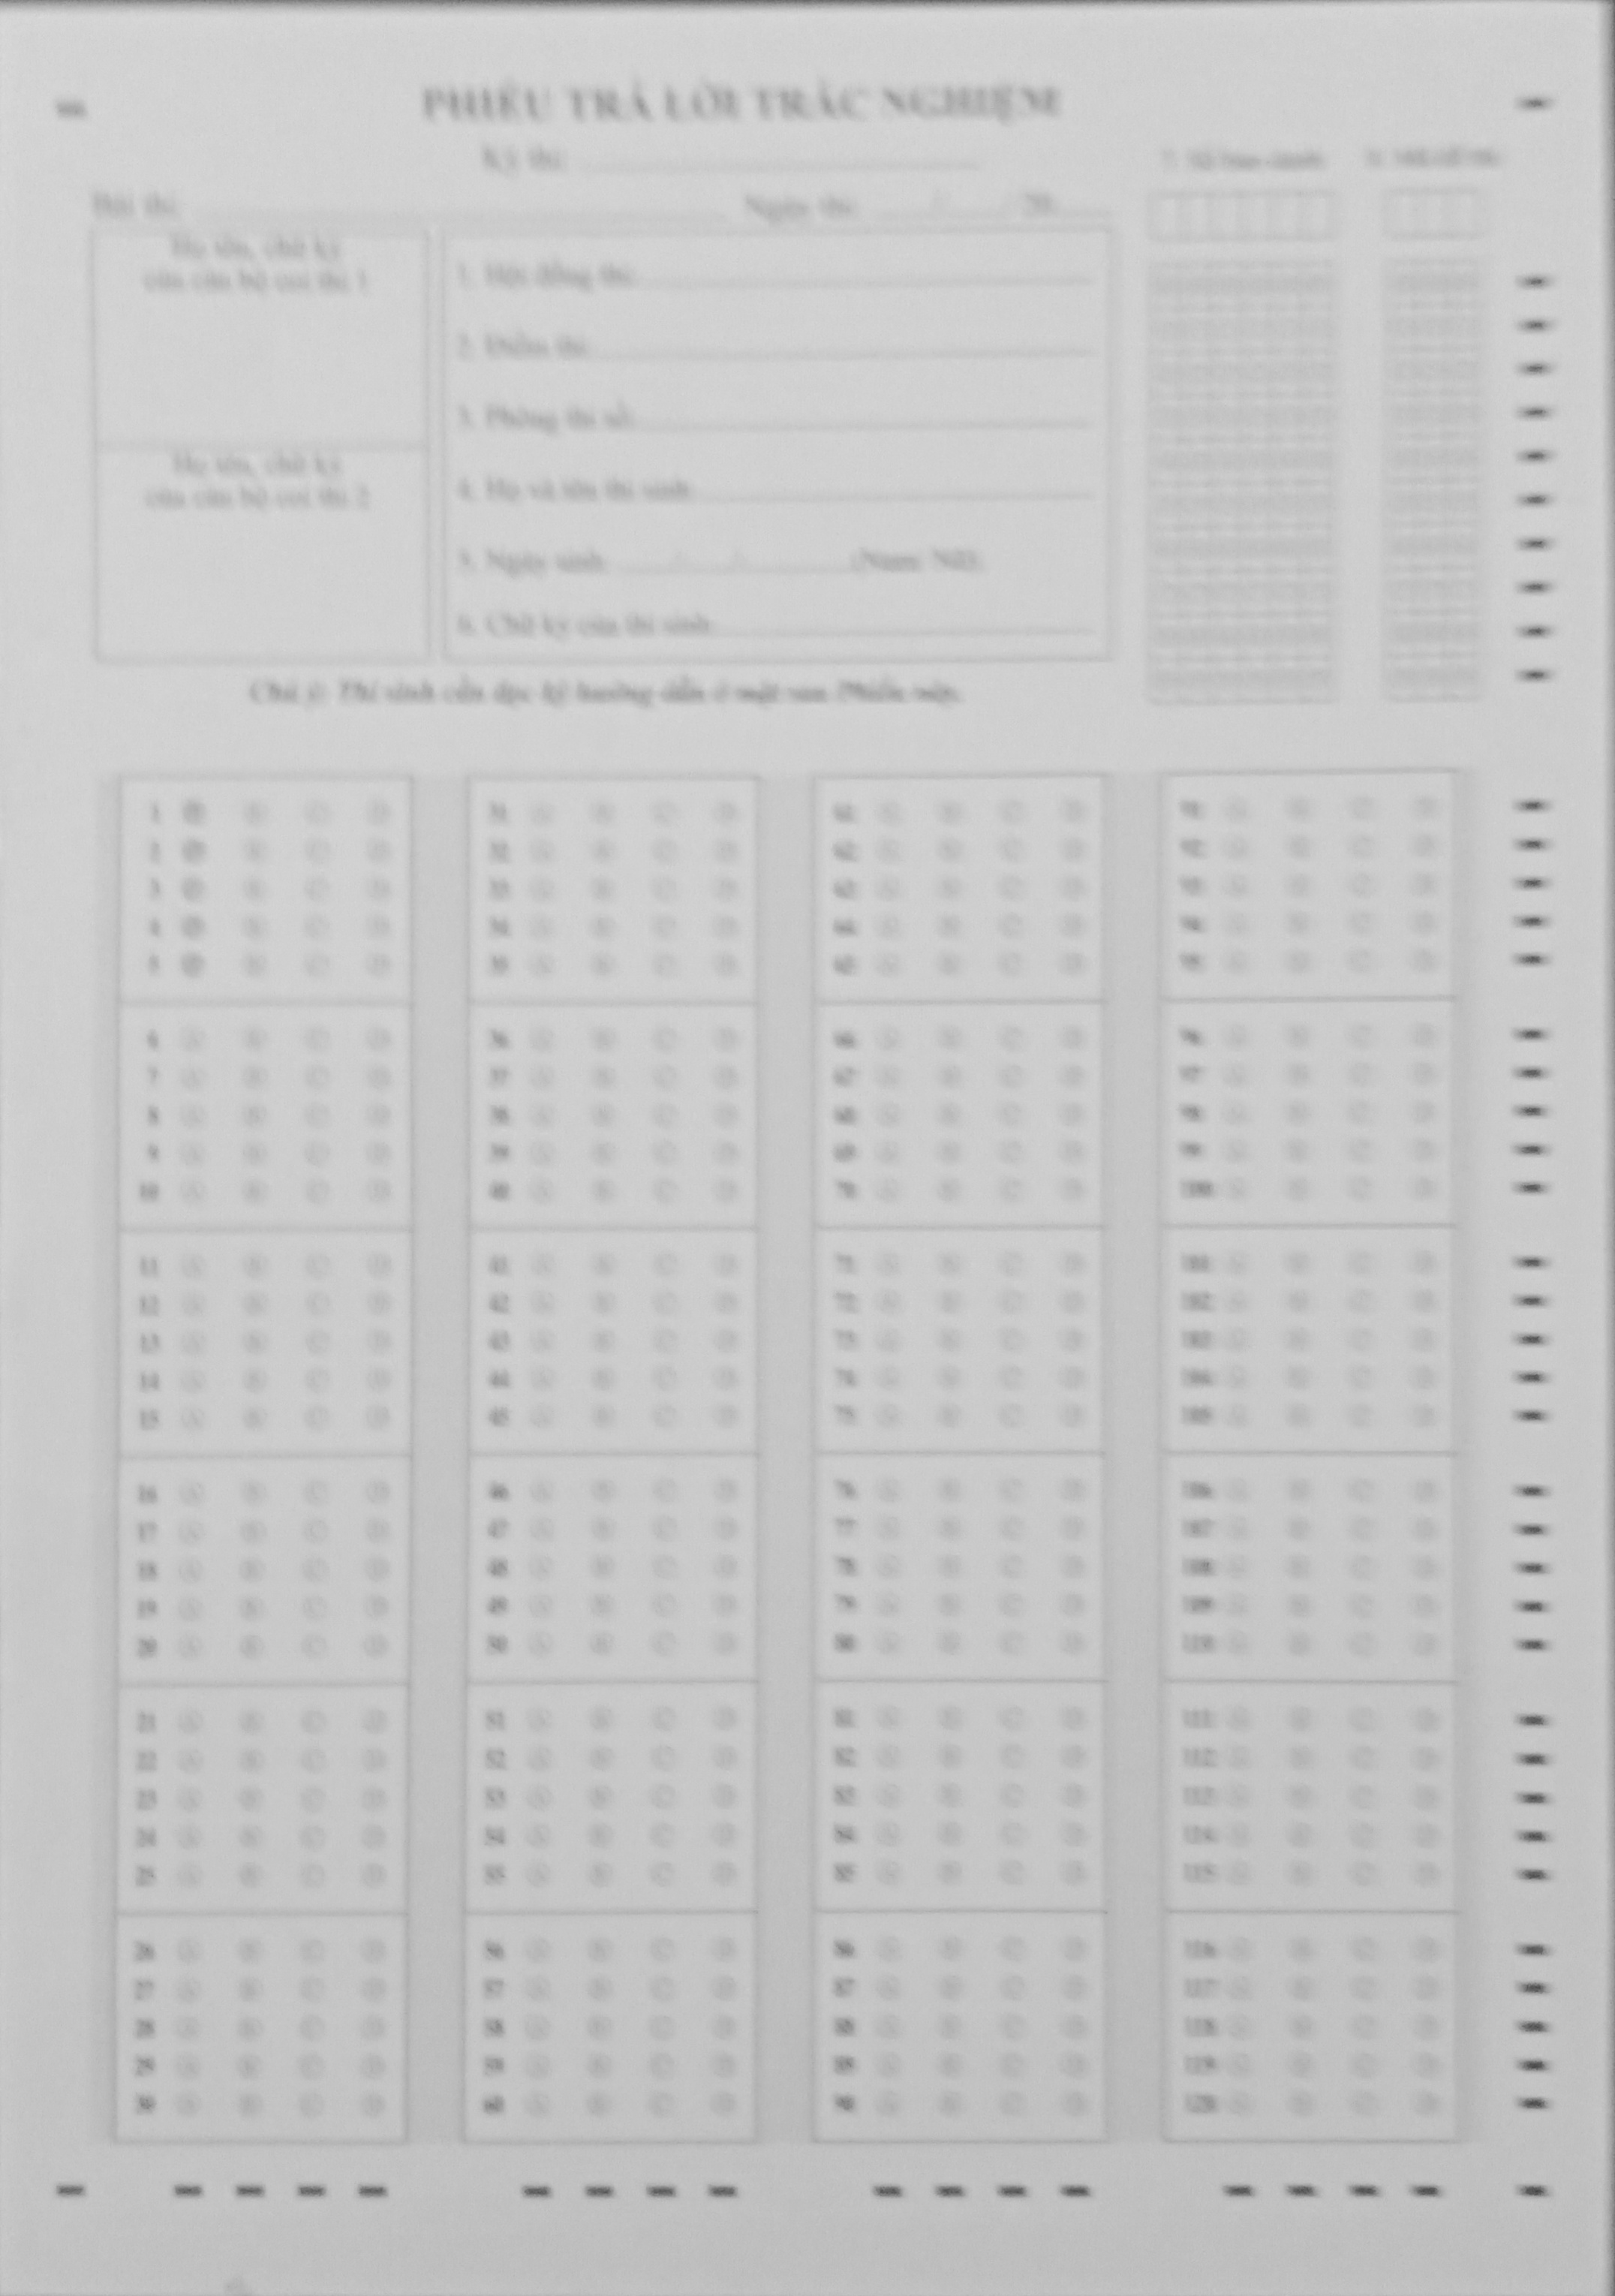 PHIẾU TRẢ LỜI TRẮC NGHIỆM
Kỳ thi:
Bài thi: Ngày thi: / / 20
7. Số báo danh 8. Mã đề thi
Họ tên, chữ ký
của cán bộ coi thi 1
Họ tên, chữ ký
của cán bộ coi thi 2
1. Hội đồng thi:
2. Điểm thi:
3. Phòng thi số:
4. Họ và tên thí sinh:
5. Ngày sinh: / / (Nam/ Nữ)
6. Chữ ký của thí sinh:
Chú ý: Thí sinh cần đọc kỹ hướng dẫn ở mặt sau Phiếu này.
1 A B C D 31 A B C D 61 A B C D 91 A B C D
2 A B C D 32 A B C D 62 A B C D 92 A B C D
3 A B C D 33 A B C D 63 A B C D 93 A B C D
4 A B C D 34 A B C D 64 A B C D 94 A B C D
5 A B C D 35 A B C D 65 A B C D 95 A B C D
6 A B C D 36 A B C D 66 A B C D 96 A B C D
7 A B C D 37 A B C D 67 A B C D 97 A B C D
8 A B C D 38 A B C D 68 A B C D 98 A B C D
9 A B C D 39 A B C D 69 A B C D 99 A B C D
10 A B C D 40 A B C D 70 A B C D 100 A B C D
11 A B C D 41 A B C D 71 A B C D 101 A B C D
12 A B C D 42 A B C D 72 A B C D 102 A B C D
13 A B C D 43 A B C D 73 A B C D 103 A B C D
14 A B C D 44 A B C D 74 A B C D 104 A B C D
15 A B C D 45 A B C D 75 A B C D 105 A B C D
16 A B C D 46 A B C D 76 A B C D 106 A B C D
17 A B C D 47 A B C D 77 A B C D 107 A B C D
18 A B C D 48 A B C D 78 A B C D 108 A B C D
19 A B C D 49 A B C D 79 A B C D 109 A B C D
20 A B C D 50 A B C D 80 A B C D 110 A B C D
21 A B C D 51 A B C D 81 A B C D 111 A B C D
22 A B C D 52 A B C D 82 A B C D 112 A B C D
23 A B C D 53 A B C D 83 A B C D 113 A B C D
24 A B C D 54 A B C D 84 A B C D 114 A B C D
25 A B C D 55 A B C D 85 A B C D 115 A B C D
26 A B C D 56 A B C D 86 A B C D 116 A B C D
27 A B C D 57 A B C D 87 A B C D 117 A B C D
28 A B C D 58 A B C D 88 A B C D 118 A B C D
29 A B C D 59 A B C D 89 A B C D 119 A B C D
30 A B C D 60 A B C D 90 A B C D 120 A B C D